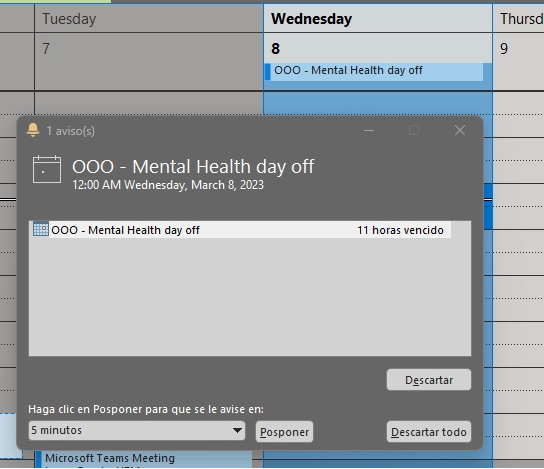 Tuesday
Wednesday
Thursd
7
8
9
OOO - Mental Health day off
1 aviso(s)
OOO - Mental Health day off
12:00 AM Wednesday, March 8, 2023
OOO - Mental Health day off 11 horas vencido
Descartar
Haga clic en Posponer para que se le avise en:
5 minutos
Posponer
Descartar todo
Microsoft Teams Meeting